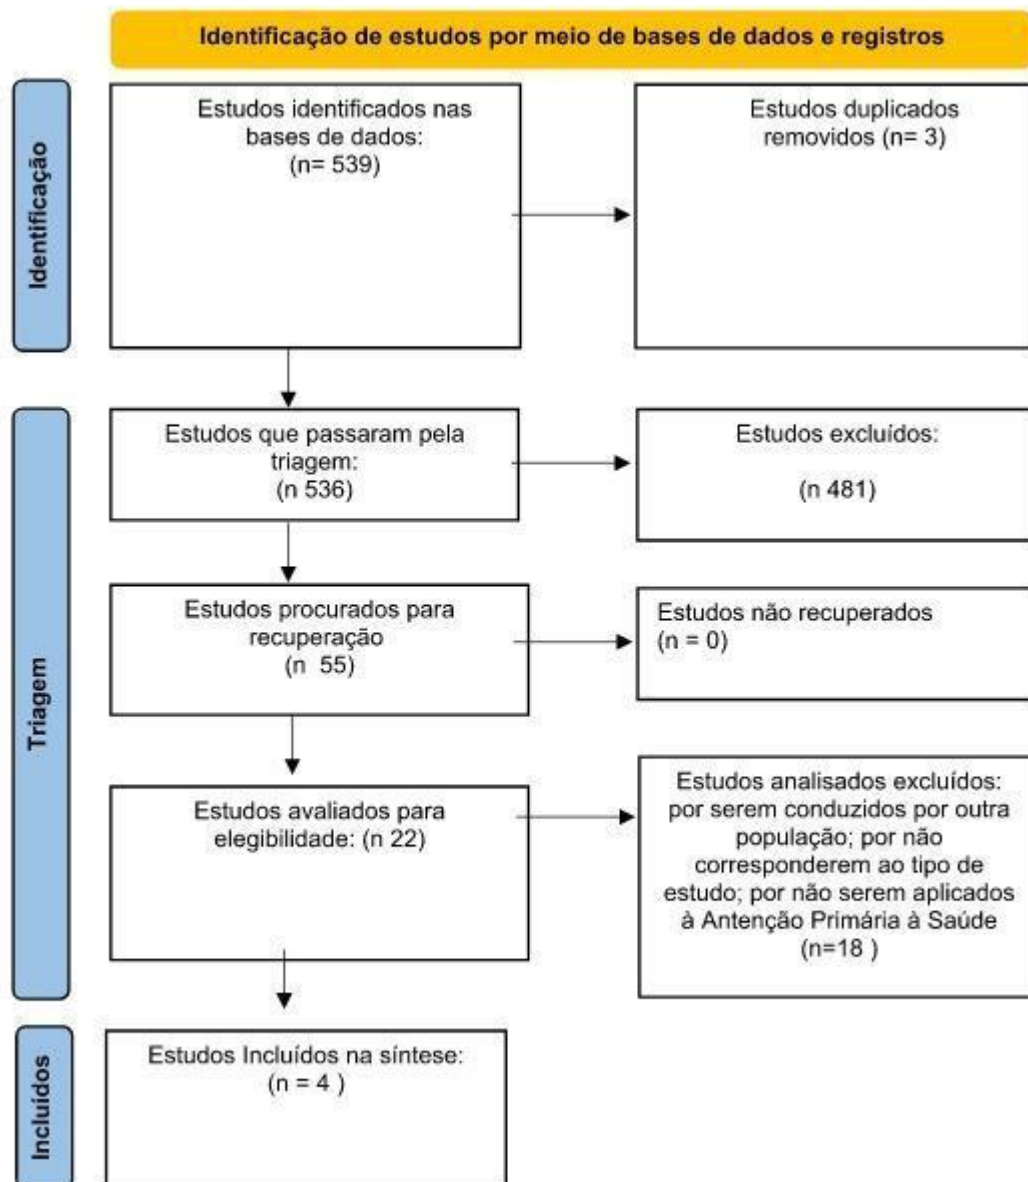 Identificação de estudos por meio de bases de dados e registros
Identificação
Estudos identificados nas
bases de dados:
(n= 539)
Estudos duplicados
removidos (n= 3)
Triagem
Estudos que passaram pela
triagem:
(n 536)
Estudos excluídos:
(n 481)
Estudos procurados para
recuperação
(n  55)
Estudos não recuperados
(n = 0)
Estudos avaliados para
elegibilidade: (n 22)
Estudos analisados excluídos:
por serem conduzidos por outra
população; por não
corresponderem ao tipo de
estudo; por não serem aplicados
à Antenção Primária à Saúde
(n=18 )
Incluídos
Estudos Incluídos na síntese:
(n = 4 )